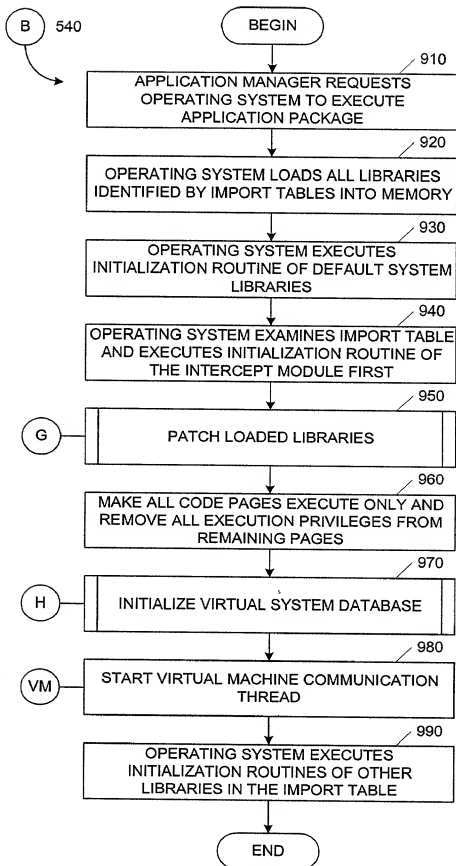 B 540
BEGIN
910
APPLICATION MANAGER REQUESTS
OPERATING SYSTEM TO EXECUTE
APPLICATION PACKAGE
920
OPERATING SYSTEM LOADS ALL LIBRARIES
IDENTIFIED BY IMPORT TABLES INTO MEMORY
930
OPERATING SYSTEM EXECUTES
INITIALIZATION ROUTINE OF DEFAULT SYSTEM
LIBRARIES
940
OPERATING SYSTEM EXAMINES IMPORT TABLE
AND EXECUTES INITIALIZATION ROUTINE OF
THE INTERCEPT MODULE FIRST
950
G
PATCH LOADED LIBRARIES
960
MAKE ALL CODE PAGES EXECUTE ONLY AND
REMOVE ALL EXECUTION PRIVILEGES FROM
REMAINING PAGES
970
H
INITIALIZE VIRTUAL SYSTEM DATABASE
980
VM
START VIRTUAL MACHINE COMMUNICATION
THREAD
990
OPERATING SYSTEM EXECUTES
INITIALIZATION ROUTINES OF OTHER
LIBRARIES IN THE IMPORT TABLE
END